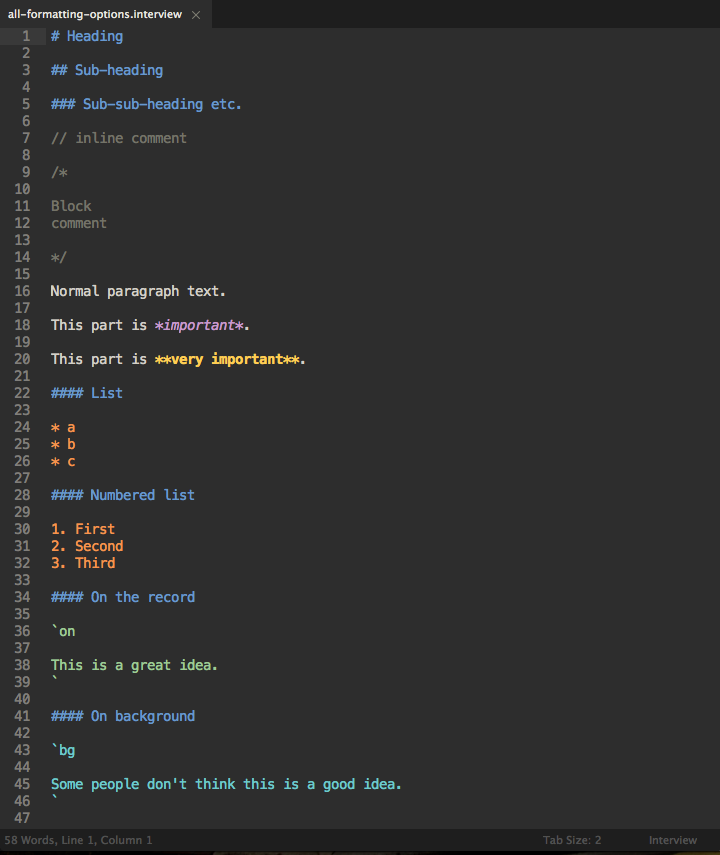 all-formatting-options.interview ×
1 # Heading
2
3 ## Sub-heading
4
5 ### Sub-sub-heading etc.
6
7 // inline comment
8
9 /*
10
11 Block
12 comment
13
14 */
15
16 Normal paragraph text.
17
18 This part is *important*.
19
20 This part is **very important**.
21
22 #### List
23
24 * a
25 * b
26 * c
27
28 #### Numbered list
29
30 1. First
31 2. Second
32 3. Third
33
34 #### On the record
35
36 `on
37
38 This is a great idea.
39 `
40
41 #### On background
42
43 `bg
44
45 Some people don't think this is a good idea.
46 `
47
58 Words, Line 1, Column 1 Tab Size: 2 Interview